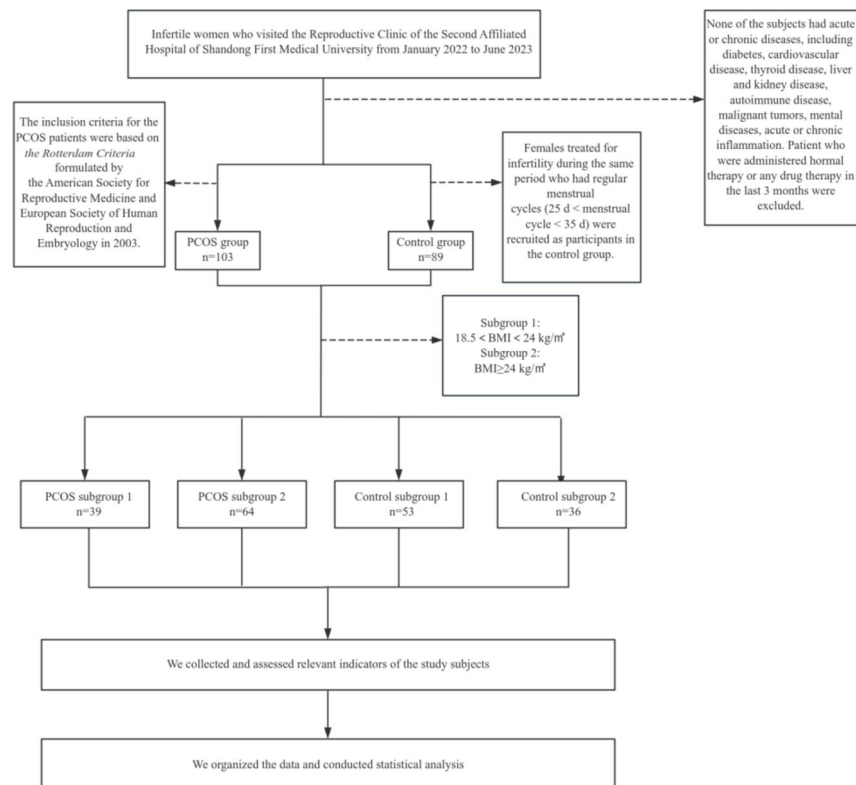 Infertile women who visited the Reproductive Clinic of the Second Affiliated
Hospital of Shandong First Medical University from January 2022 to June 2023
None of the subjects had acute
or chronic diseases, including
diabetes, cardiovascular
disease, thyroid disease, liver
and kidney disease,
autoimmune disease,
malignant tumors, mental
diseases, acute or chronic
inflammation. Patient who
were administered hormal
therapy or any drug therapy in
the last 3 months were
excluded.
The inclusion criteria for the
PCOS patients were based on
the Rotterdam Criteria
formulated by
the American Society for
Reproductive Medicine and
European Society of Human
Reproduction and
Embryology in 2003.
Females treated for
infertility during the same
period who had regular
menstrual
cycles (25 d < menstrual
cycle < 35 d) were
recruited as participants in
the control group.
PCOS group
n=103
Control group
n=89
Subgroup 1:
18.5 < BMI < 24 kg/㎡
Subgroup 2:
BMI≥24 kg/㎡
PCOS subgroup 1
n=39
PCOS subgroup 2
n=64
Control subgroup 1
n=53
Control subgroup 2
n=36
We collected and assessed relevant indicators of the study subjects
We organized the data and conducted statistical analysis